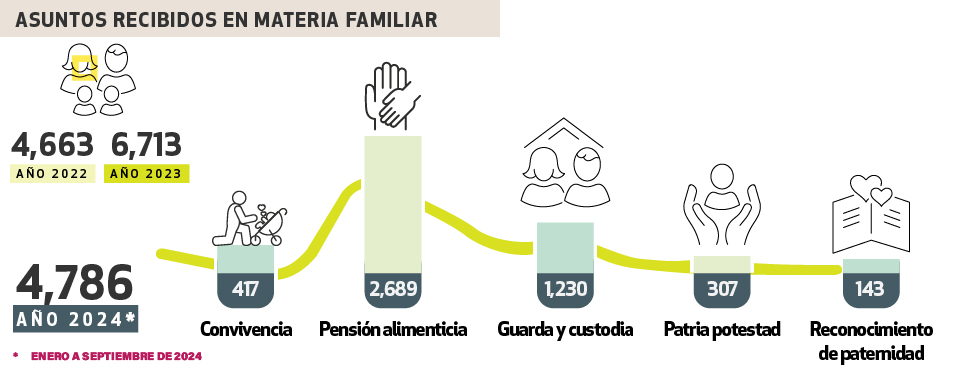 ASUNTOS RECIBIDOS EN MATERIA FAMILIAR
4,663 6,713
AÑO 2022 AÑO 2023
4,786
AÑO 2024*
* ENERO A SEPTIEMBRE DE 2024
417 2,689 1,230 307 143
Convivencia Pensión alimenticia Guarda y custodia Patria potestad Reconocimiento
de paternidad